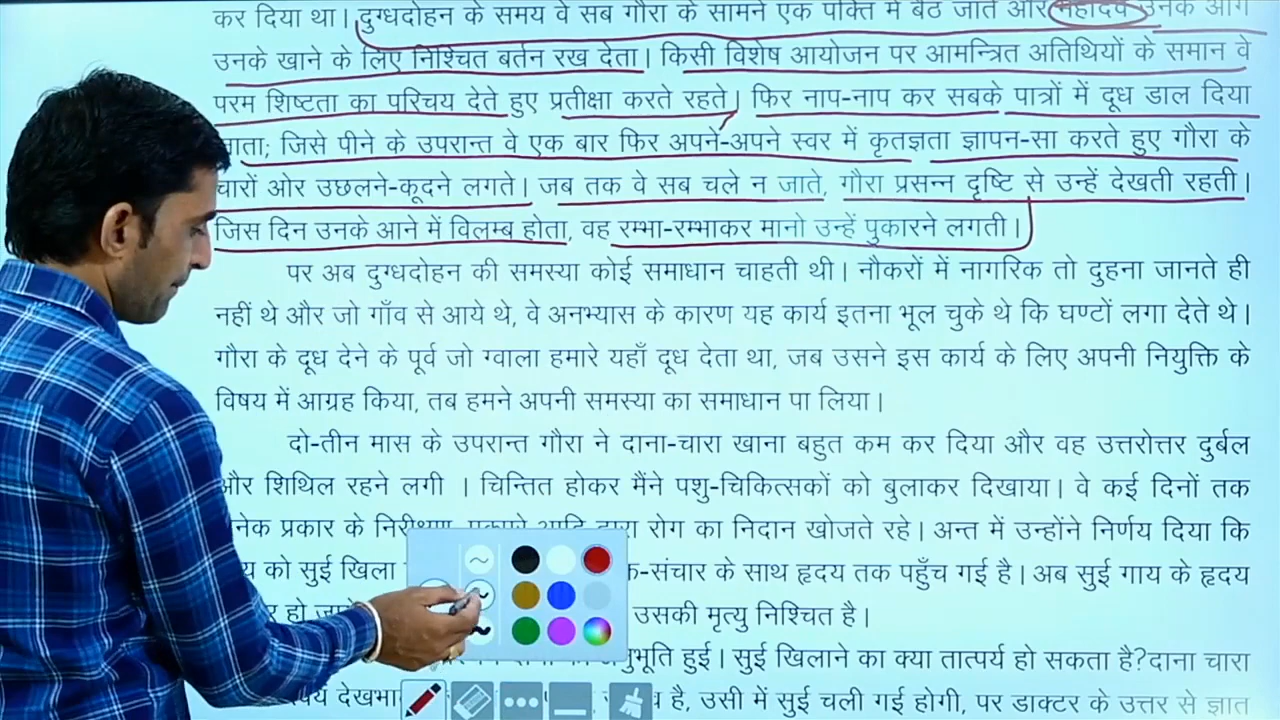 कर दिया था। दुग्धदोहन के समय वे सब गौरा के सामने एक पंक्ति में बैठ जाते और महादेव उनके आगे
उनके खाने के लिए निश्चित बर्तन रख देता। किसी विशेष आयोजन पर आमन्त्रित अतिथियों के समान वे
परम शिष्टता का परिचय देते हुए प्रतीक्षा करते रहते। फिर नाप-नाप कर सबके पात्रों में दूध डाल दिया
जाता; जिसे पीने के उपरान्त वे एक बार फिर अपने-अपने स्वर में कृतज्ञता ज्ञापन-सा करते हुए गौरा के
चारों ओर उछलने-कूदने लगते। जब तक वे सब चले न जाते, गौरा प्रसन्न दृष्टि से उन्हें देखती रहती।
जिस दिन उनके आने में विलम्ब होता, वह रम्भा-रम्भाकर मानो उन्हें पुकारने लगती।
पर अब दुग्धदोहन की समस्या कोई समाधान चाहती थी। नौकरों में नागरिक तो दुहना जानते ही
नहीं थे और जो गाँव से आये थे, वे अनभ्यास के कारण यह कार्य इतना भूल चुके थे कि घण्टों लगा देते थे।
गौरा के दूध देने के पूर्व जो ग्वाला हमारे यहाँ दूध देता था, जब उसने इस कार्य के लिए अपनी नियुक्ति के
विषय में आग्रह किया, तब हमने अपनी समस्या का समाधान पा लिया।
दो-तीन मास के उपरान्त गौरा ने दाना-चारा खाना बहुत कम कर दिया और वह उत्तरोत्तर दुर्बल
और शिथिल रहने लगी । चिन्तित होकर मैंने पशु-चिकित्सकों को बुलाकर दिखाया। वे कई दिनों तक
अनेक प्रकार के निरीक्षण, एक्सरे आदि द्वारा रोग का निदान खोजते रहे। अन्त में उन्होंने निर्णय दिया कि
को सुई खिला -संचार के साथ हृदय तक पहुँच गई है। अब सुई गाय के हृदय
हो उसकी मृत्यु निश्चित है।
हुई। सुई खिलाने का क्या तात्पर्य हो सकता है?दाना चारा
है, उसी में सुई चली गई होगी, पर डाक्टर के उत्तर से ज्ञात